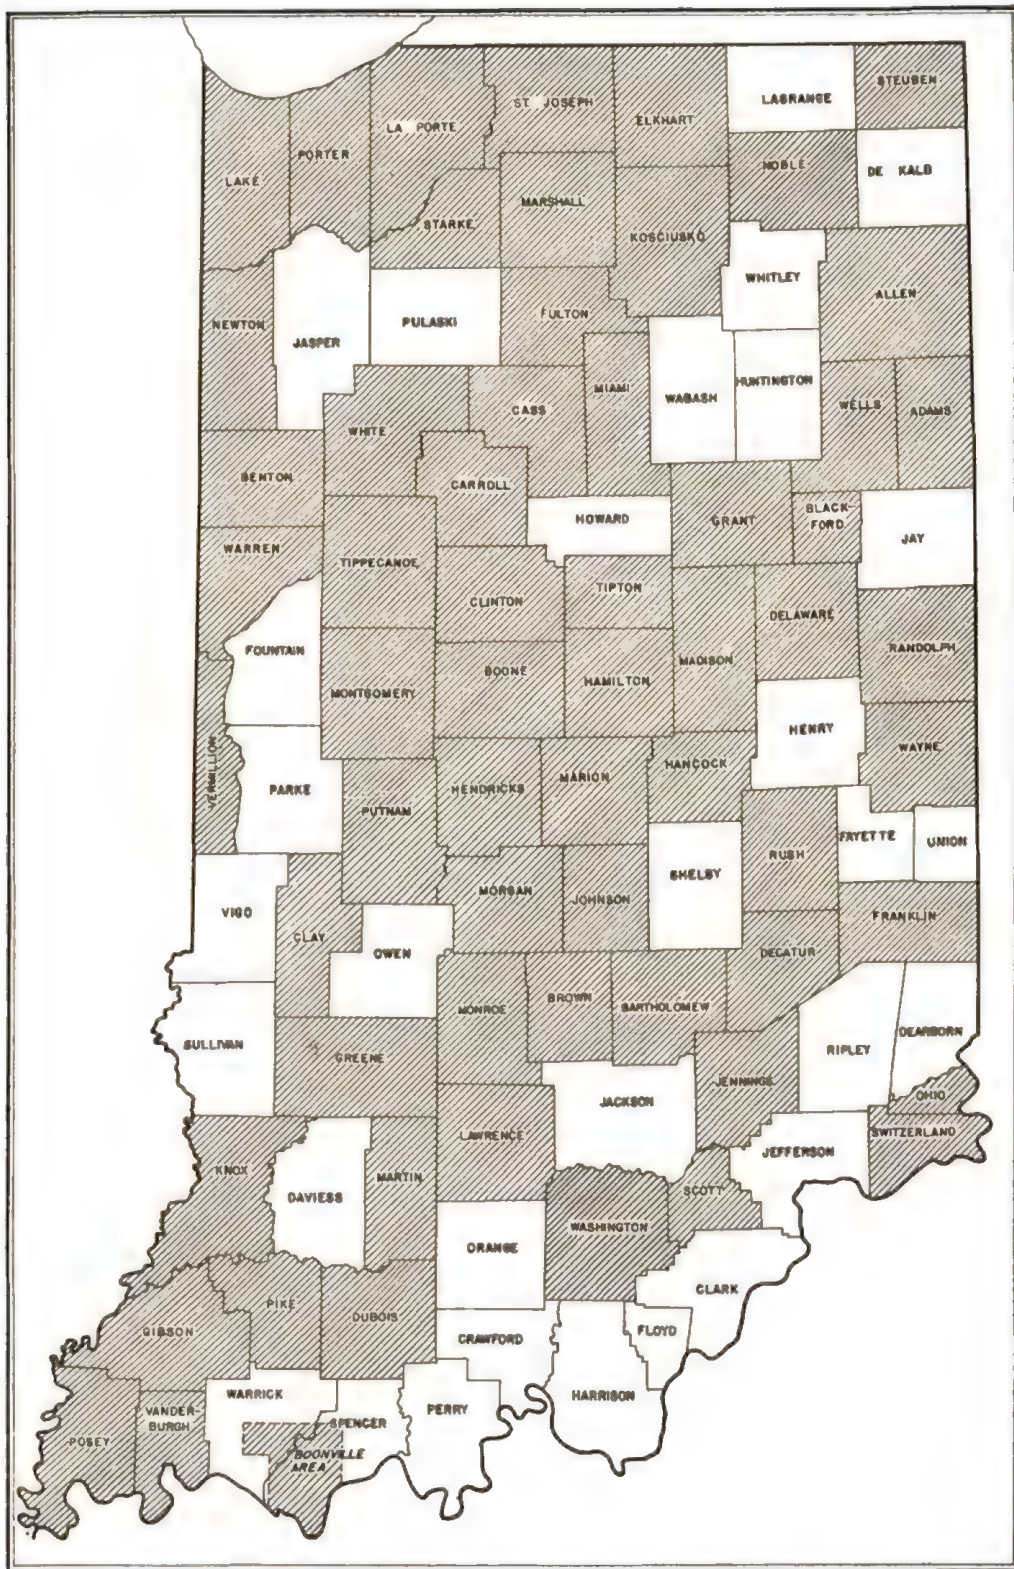 STEUBEN
LAGRANGE
ST. JOSEPH
ELKHART
LA PORTE
PORTER
NOBLE
DE KALB
LAKE
MARSHALL
STARKE
KOSCIUSKO
WHITLEY
ALLEN
FULTON
PULASKI
NEWTON
JASPER
HUNTINGTON
MIAMI
WABASH
WELLS
ADAMS
CASS
WHITE
BENTON
CARROLL
BLACK-
FORD
HOWARD
GRANT
JAY
WARREN
TIPPECANOE
TIPTON
CLINTON
DELAWARE
RANDOLPH
FOUNTAIN
MADISON
BOONE
HAMILTON
MONTGOMERY
HENRY
WAYNE
VERMILLION
HANCOCK
MARION
HENDRICKS
PARKE
PUTNAM
FAYETTE
UNION
RUSH
SHELBY
MORGAN
JOHNSON
VIGO
FRANKLIN
CLAY
OWEN
DECATUR
BROWN
BARTHOLOMEW
MONROE
DEARBORN
SULLIVAN
RIPLEY
GREENE
JENNINGS
OHIO
JACKSON
SWITZERLAND
LAWRENCE
JEFFERSON
KNOX
MARTIN
SCOTT
DAVIESS
WASHINGTON
ORANGE
CLARK
PIKE
DUBOIS
GIBSON
FLOYD
CRAWFORD
WARRICK
HARRISON
PERRY
VANDER-
BURGH
SPENCER
POSEY
BOONVILLE
AREA